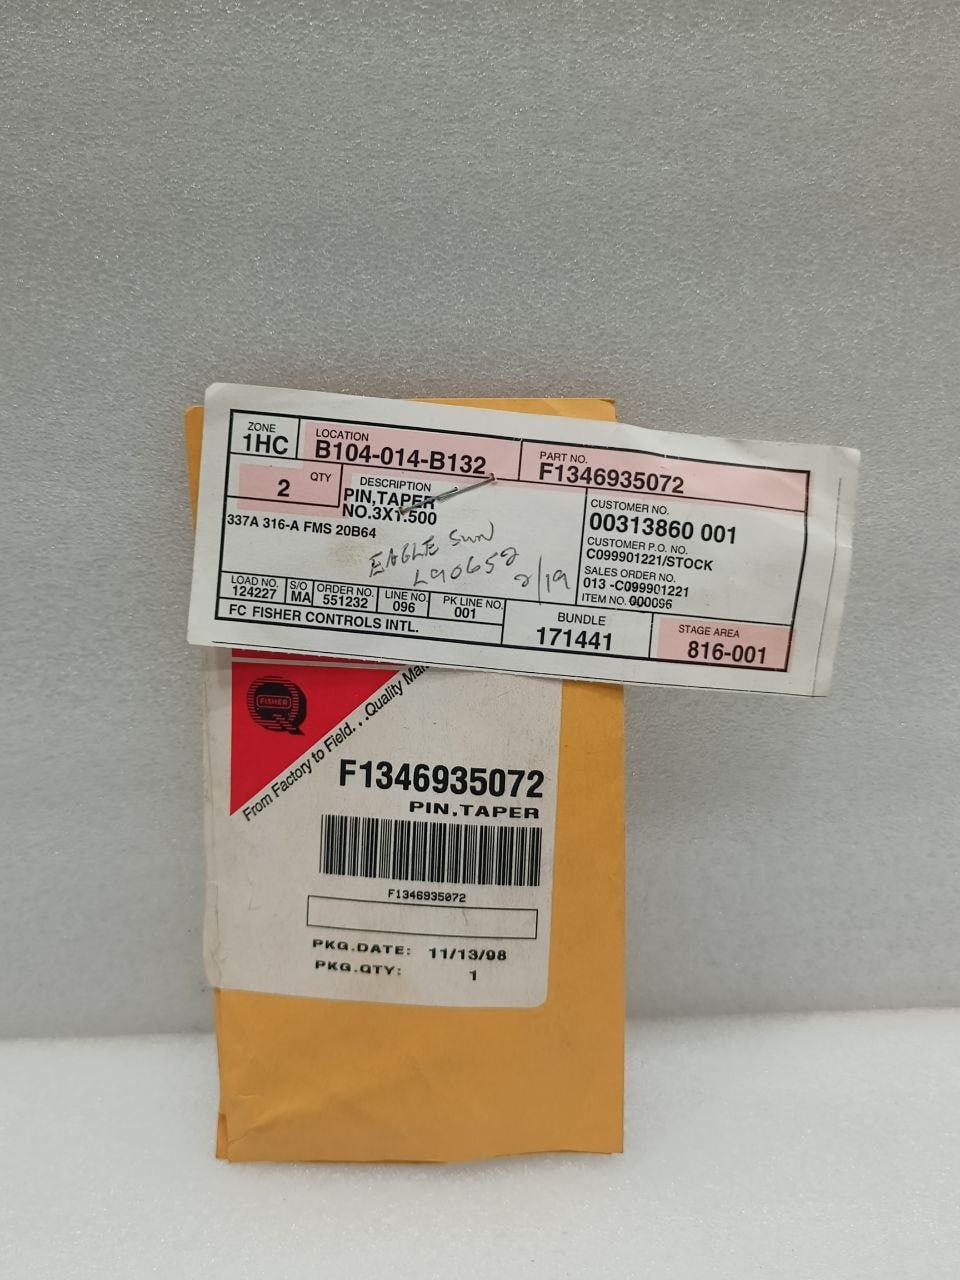 ZONE
1HC
LOCATION
B104-014-B132
PART NO.
F1346935072
QTY
2
DESCRIPTION
PIN,TAPER
NO.3X1.500
337A 316-A FMS 20B64
CUSTOMER NO.
00313860 001
CUSTOMER P.O. NO.
C099901221/STOCK
SALES ORDER NO.
013 -C099901221
ITEM NO. 000096
EAGLE SUN
L90652
2/19
LOAD NO.
124227
S/O
MA
ORDER NO.
551232
LINE NO.
096
PK LINE NO.
001
FC FISHER CONTROLS INTL.
BUNDLE
171441
STAGE AREA
816-001
FISHER
From Factory to Field. . .Quality
F1346935072
PIN,TAPER
F1346935072
PKG.DATE: 11/13/98
PKG.QTY: 1